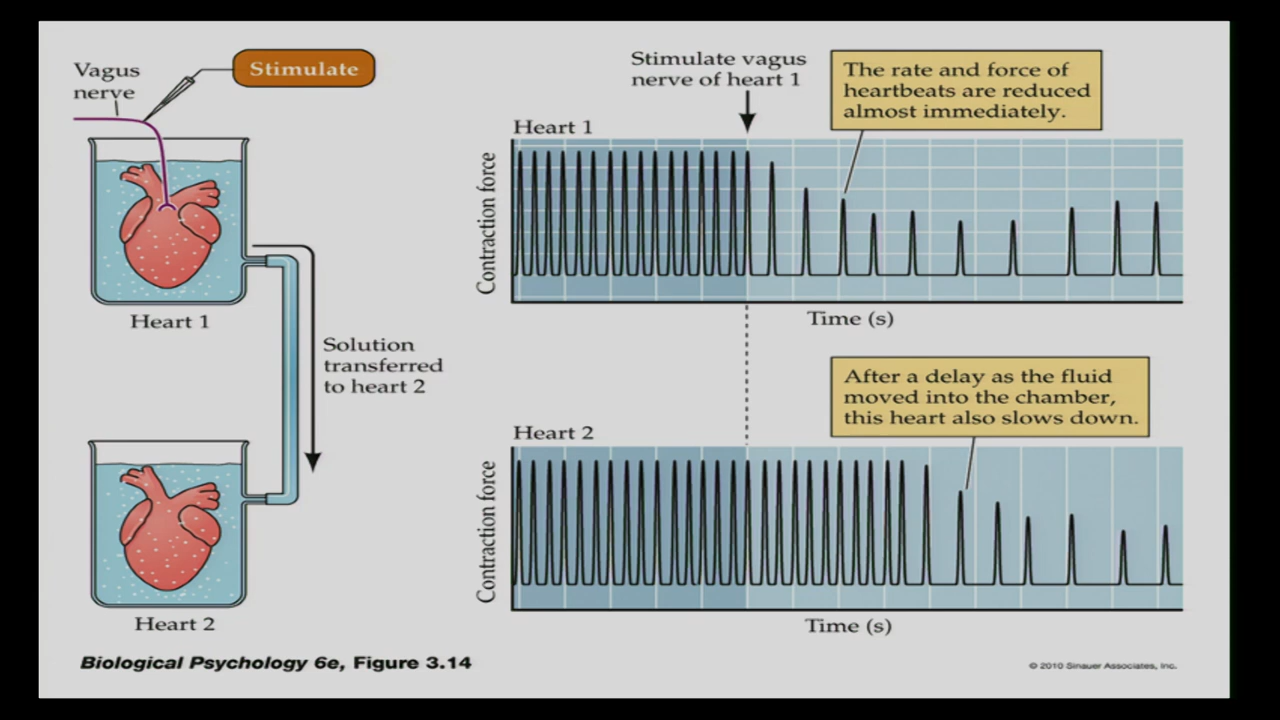 Vagus
nerve
Stimulate
Heart 1
Solution
transferred
to heart 2
Heart 2
Stimulate vagus
nerve of heart 1
The rate and force of
heartbeats are reduced
almost immediately.
Heart 1
Contraction force
Time (s)
After a delay as the fluid
moved into the chamber,
this heart also slows down.
Heart 2
Contraction force
Time (s)
Biological Psychology 6e, Figure 3.14
© 2010 Sinauer Associates, Inc.